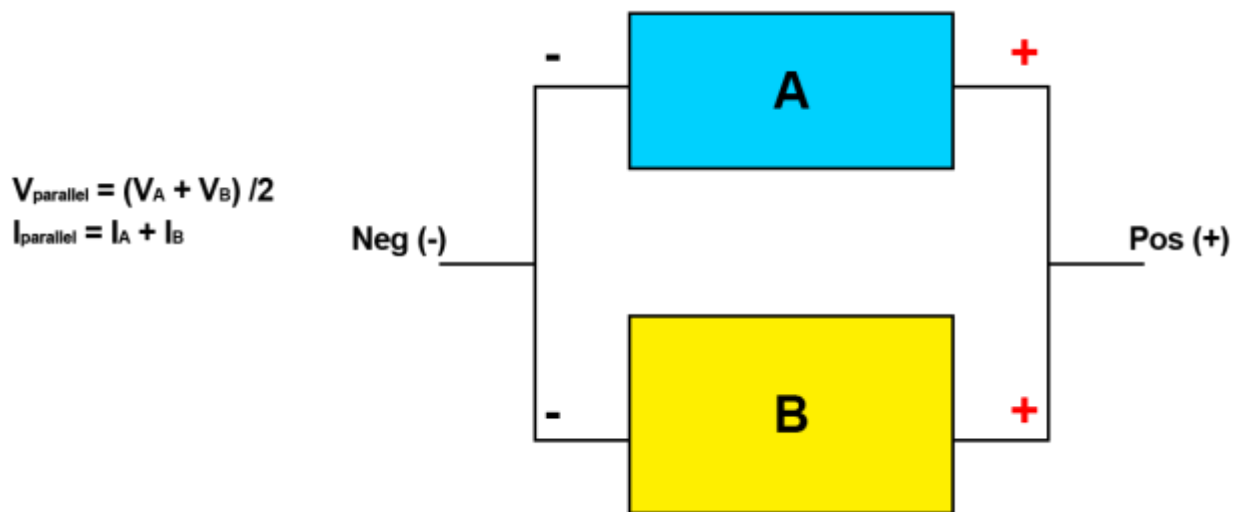 - +
A
Vparallel = (VA + VB) /2
Iparallel = IA + IB
Neg (-) Pos (+)
- +
B